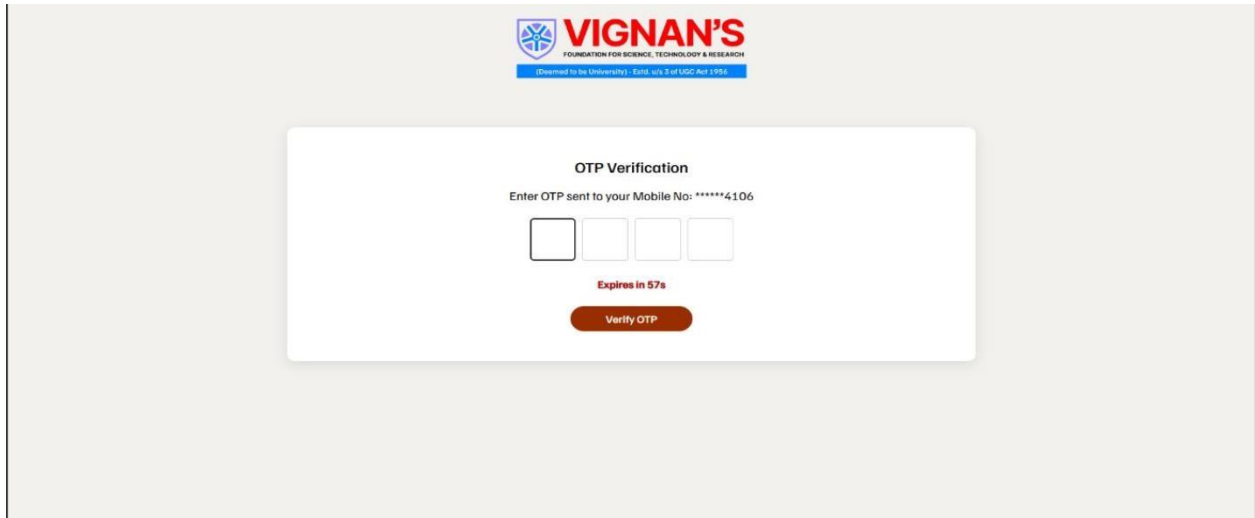 VIGNAN'S
FOUNDATION FOR SCIENCE, TECHNOLOGY & RESEARCH
(Deemed to be University) - Estd. u/s 3 of UGC Act 1956
OTP Verification
Enter OTP sent to your Mobile No: ******4106
Expires in 57s
Verify OTP